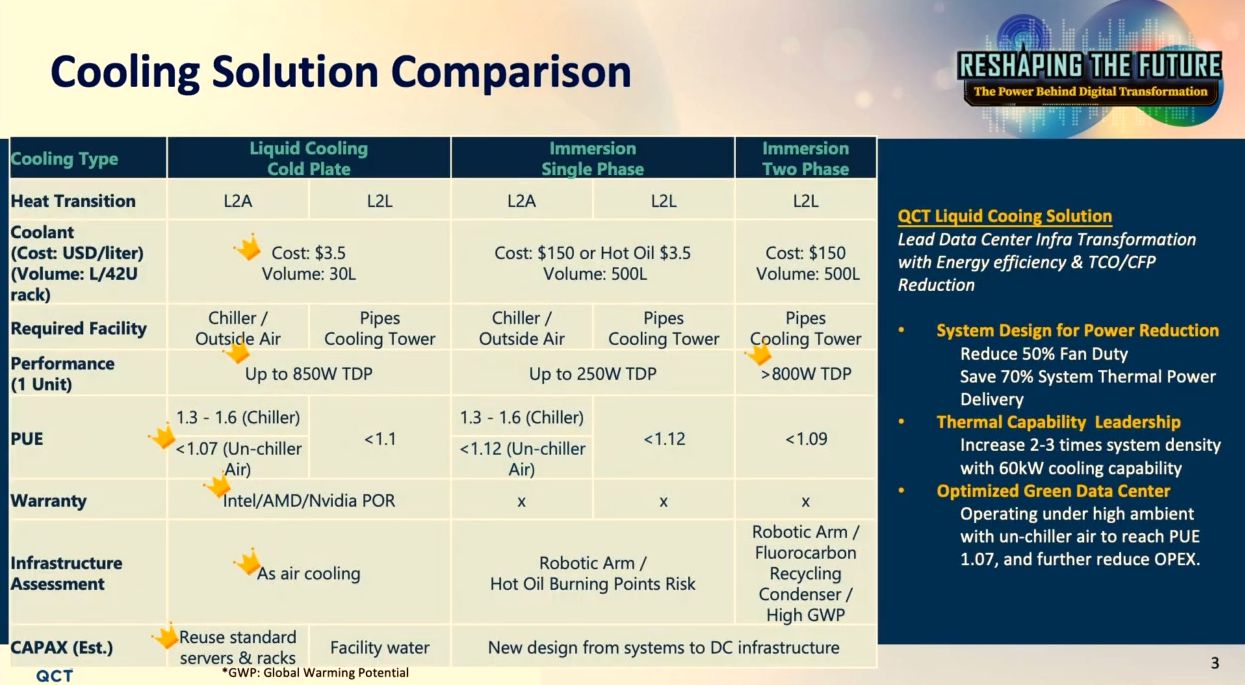 Cooling Solution Comparison
RESHAPING THE FUTURE
The Power Behind Digital Transformation
Cooling Type
Liquid Cooling
Cold Plate
Immersion
Single Phase
Immersion
Two Phase
Heat Transition
L2A
L2L
L2A
L2L
L2L
Coolant
(Cost: USD/liter)
(Volume: L/42U
rack)
Cost: $3.5
Volume: 30L
Cost: $150 or Hot Oil $3.5
Volume: 500L
Cost: $150
Volume: 500L
Required Facility
Chiller /
Outside Air
Pipes
Cooling Tower
Chiller /
Outside Air
Pipes
Cooling Tower
Pipes
Cooling Tower
Performance
(1 Unit)
Up to 850W TDP
Up to 250W TDP
>800W TDP
PUE
1.3 - 1.6 (Chiller)
<1.07 (Un-chiller
Air)
<1.1
1.3 - 1.6 (Chiller)
<1.12 (Un-chiller
Air)
<1.12
<1.09
Warranty
Intel/AMD/Nvidia POR
x
x
x
Infrastructure
Assessment
As air cooling
Robotic Arm /
Hot Oil Burning Points Risk
Robotic Arm /
Fluorocarbon
Recycling
Condenser /
High GWP
CAPAX (Est.)
Reuse standard
servers & racks
Facility water
New design from systems to DC infrastructure
QCT Liquid Cooing Solution
Lead Data Center Infra Transformation
with Energy efficiency & TCO/CFP
Reduction
• System Design for Power Reduction
Reduce 50% Fan Duty
Save 70% System Thermal Power
Delivery
• Thermal Capability Leadership
Increase 2-3 times system density
with 60kW cooling capability
• Optimized Green Data Center
Operating under high ambient
with un-chiller air to reach PUE
1.07, and further reduce OPEX.
QCT
*GWP: Global Warming Potential
3